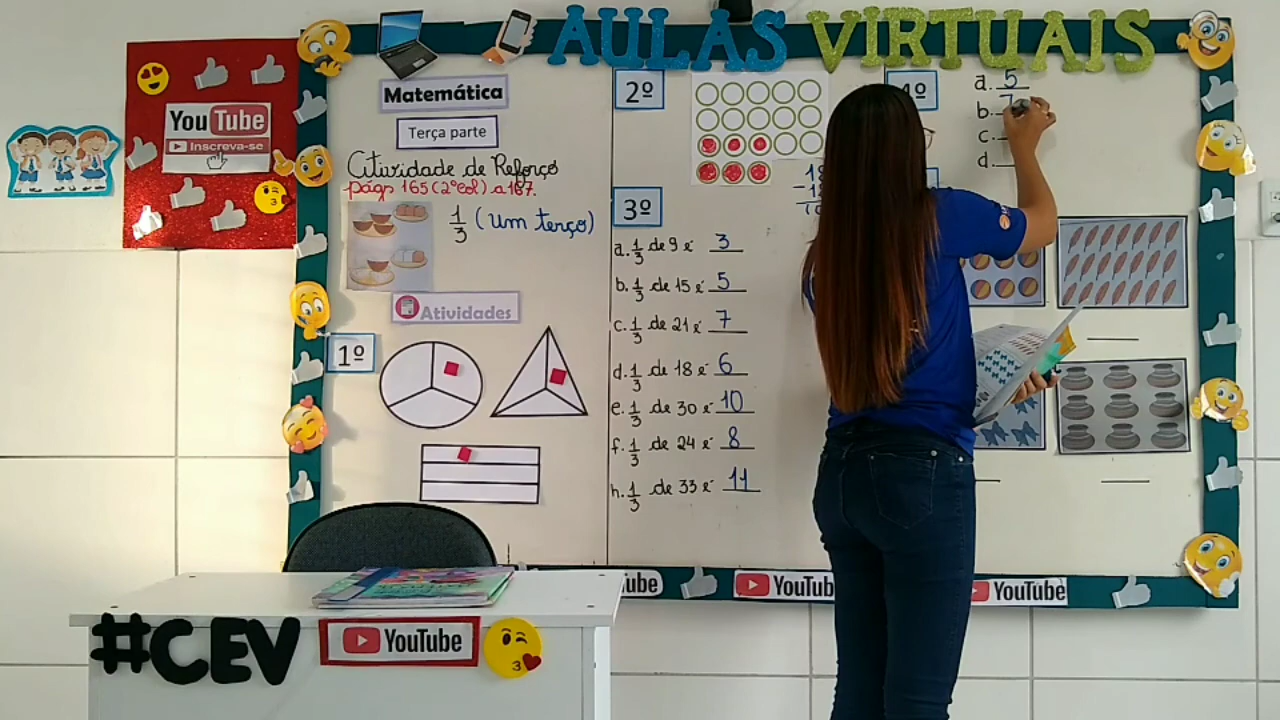 AULAS VIRTUAIS
YouTube
Inscreva-se
Matemática
Terça parte
Atividade de Reforço
págs 165 (2ºcol) a 167.
1/3 (um terço)
Atividades
1º
2º
3º
a. 1/3 de 9 é 3
b. 1/3 de 15 é 5
c. 1/3 de 21 é 7
d. 1/3 de 18 é 6
e. 1/3 de 30 é 10
f. 1/3 de 24 é 8
h. 1/3 de 33 é 11
4º
a. 5
b. 7
c.
d.
YouTube
YouTube
#CEV
YouTube